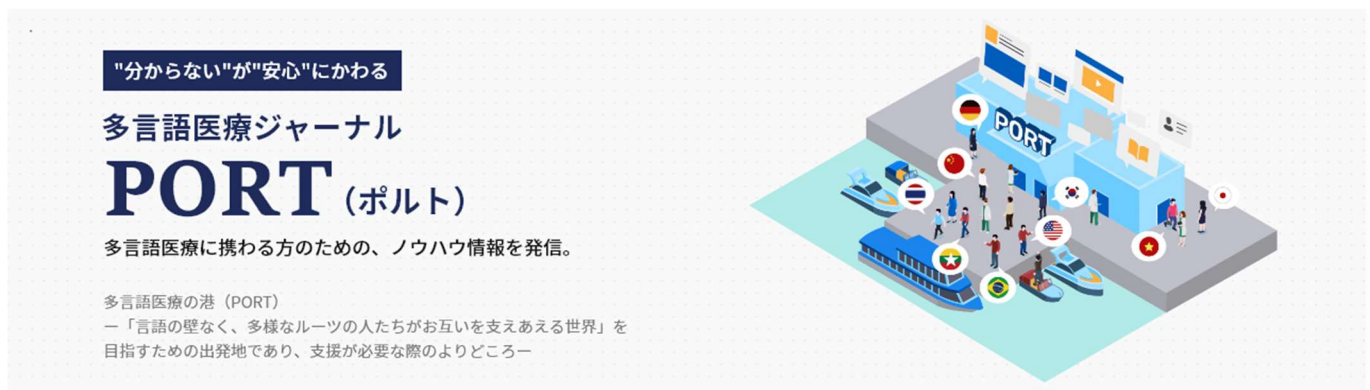 "分からない"が"安心"にかわる
多言語医療ジャーナル
PORT（ポルト）
多言語医療に携わる方のための、ノウハウ情報を発信。
多言語医療の港（PORT）
ー「言語の壁なく、多様なルーツの人たちがお互いを支えあえる世界」を
目指すための出発地であり、支援が必要な際のよりどころー
PORT